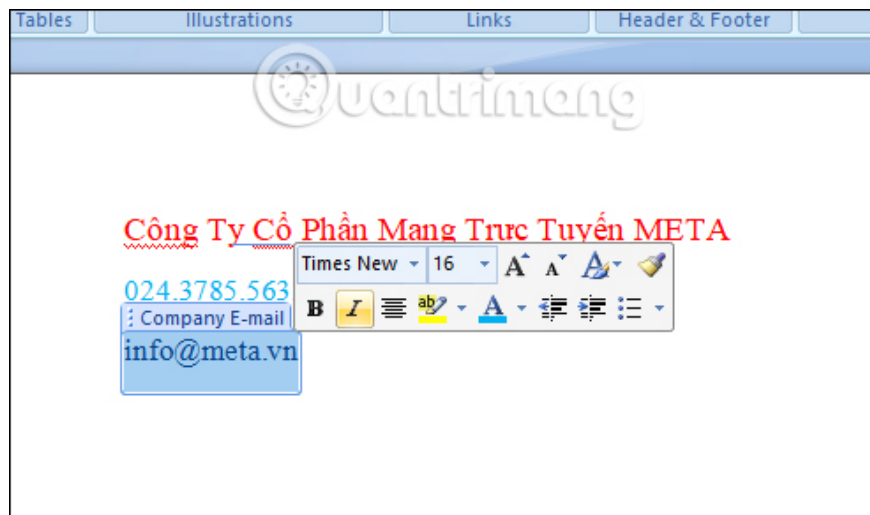 Tables Illustrations Links Header & Footer
Quantrimang
Công Ty Cổ Phần Mạng Trực Tuyến META
Times New 16 A A A
024.3785.563
Company E-mail B I ab A
info@meta.vn